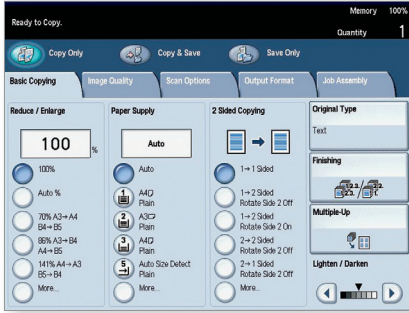 Memory 100%
Ready to Copy.
Quantity 1
Copy Only
Copy & Save
Save Only
Basic Copying
Image Quality
Scan Options
Output Format
Job Assembly
Reduce / Enlarge
100 %
100%
Auto %
70% A3→A4
B4→B5
86% A3→B4
A4→B5
141% A4→A3
B5→B4
More...
Paper Supply
Auto
Auto
1 A4
Plain
2 A3
Plain
3 A4
Plain
5 Auto Size Detect
Plain
More...
2 Sided Copying
1→1 Sided
1→2 Sided
Rotate Side 2 Off
1→2 Sided
Rotate Side 2 On
2→2 Sided
Rotate Side 2 Off
2→1 Sided
Rotate Side 2 Off
More...
Original Type
Text
Finishing
Multiple-Up
Lighten / Darken